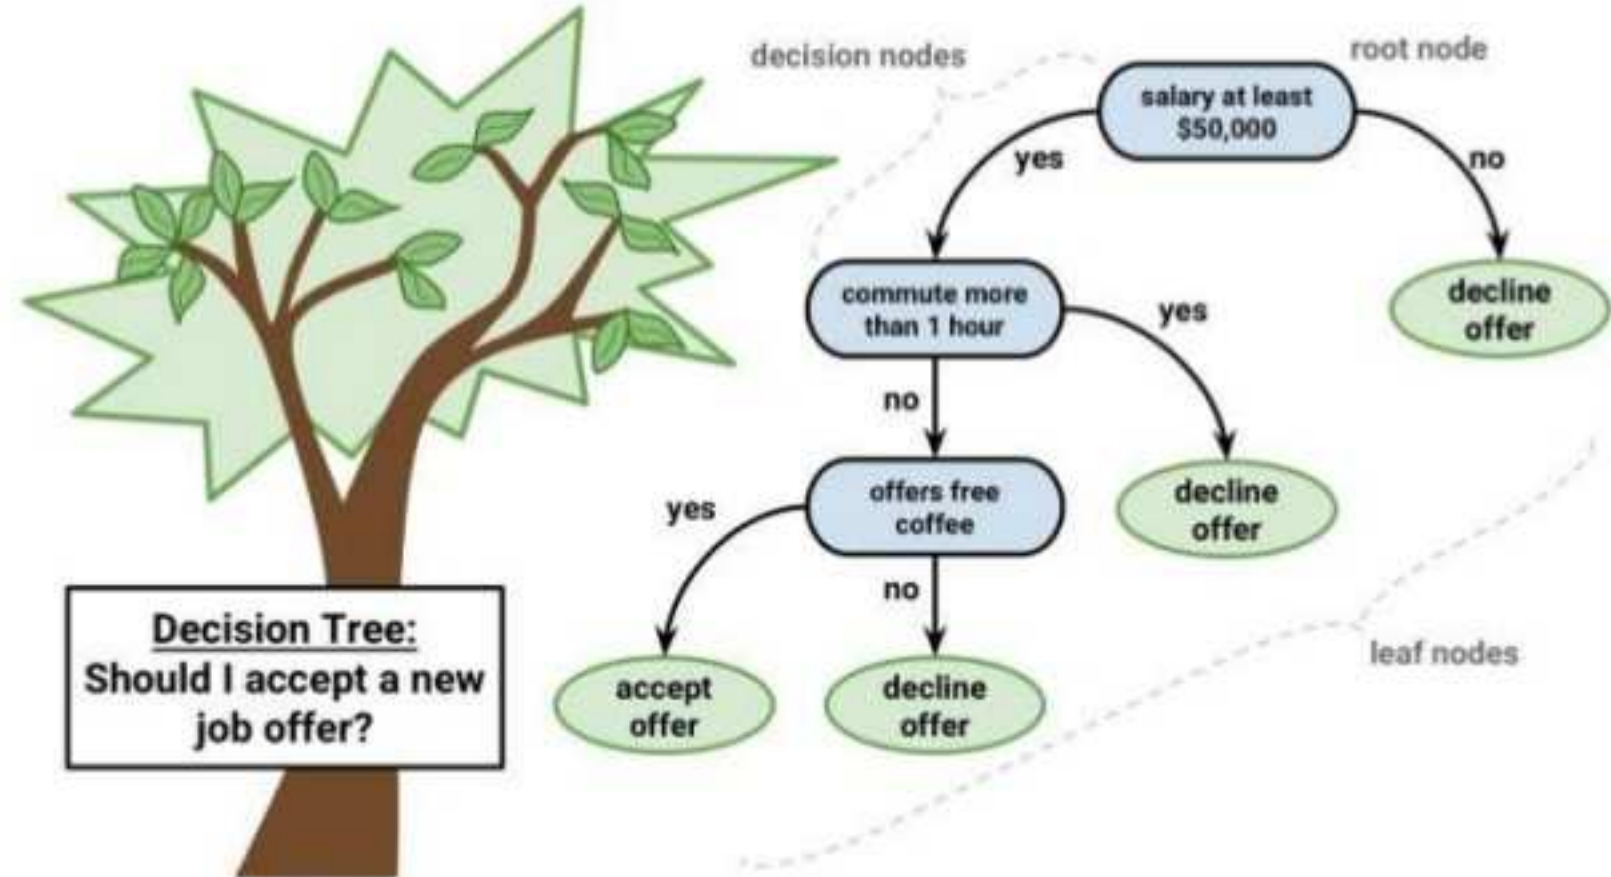 decision nodes
root node
salary at least
$50,000
yes
no
commute more
than 1 hour
yes
decline
offer
no
offers free
coffee
decline
offer
yes
no
leaf nodes
accept
offer
decline
offer
Decision Tree:
Should I accept a new
job offer?